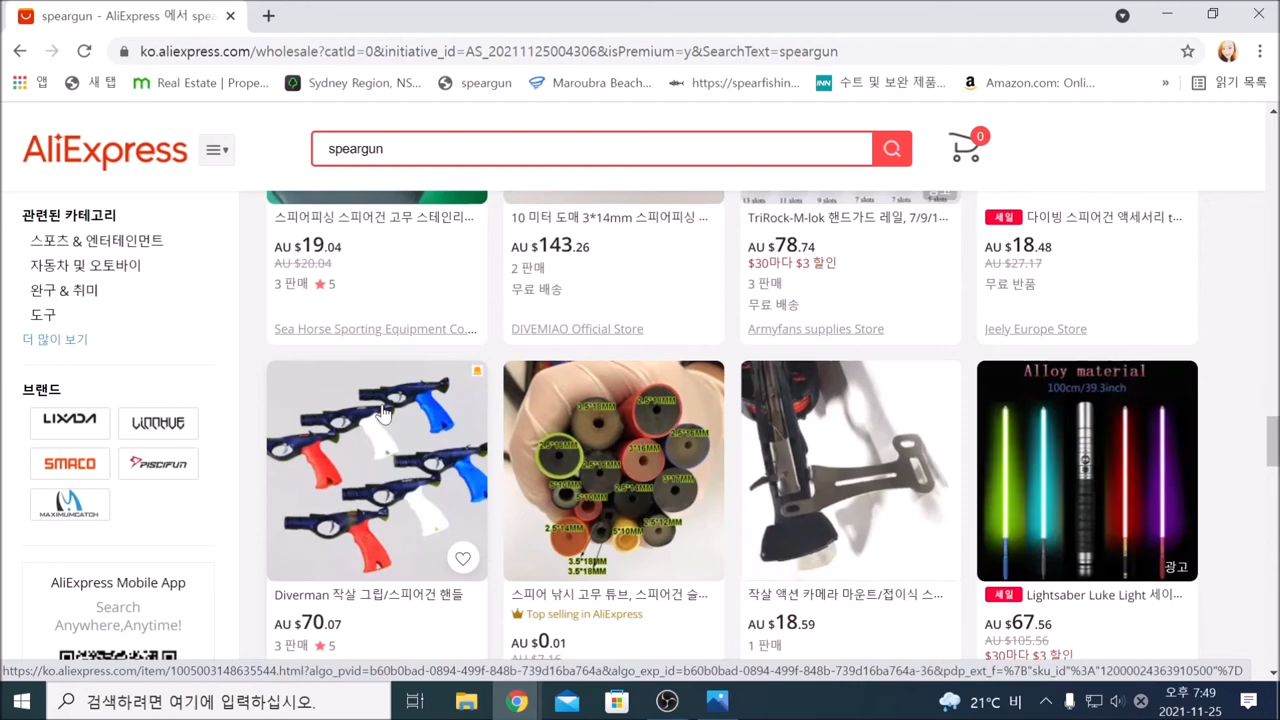 speargun - AliExpress 에서 spea
ko.aliexpress.com/wholesale?catId=0&initiative_id=AS_20211125004306&isPremium=y&SearchText=speargun
앱
새 탭
Real Estate | Prope...
Sydney Region, NS...
speargun
Maroubra Beach...
https://spearfishin...
수트 및 보완 제품...
Amazon.com: Onli...
»
읽기 목록
AliExpress
speargun
0
관련된 카테고리
스포츠 & 엔터테인먼트
자동차 및 오토바이
완구 & 취미
도구
더 많이 보기
브랜드
LIXADA
LINNHUE
SMACO
PISCIFUN
MAXIMUMCATCH
AliExpress Mobile App
Search
Anywhere,Anytime!
스피어피싱 스피어건 고무 스테인리...
AU $19.04
AU $20.04
3 판매 ★ 5
Sea Horse Sporting Equipment Co....
10 미터 도매 3*14mm 스피어피싱 ...
AU $143.26
2 판매
무료 배송
DIVEMIAO Official Store
13 slots 11 slots 9 slots 7 slots 5 slots
광고
TriRock-M-lok 핸드가드 레일, 7/9/1...
AU $78.74
$30마다 $3 할인
3 판매
무료 배송
Armyfans supplies Store
세일 다이빙 스피어건 액세서리 t...
AU $18.48
AU $27.17
무료 반품
Jeely Europe Store
Diverman 작살 그립/스피어건 핸들
AU $70.07
3 판매 ★ 5
3.5*18MM
3.5*18MM
스피어 낚시 고무 튜브, 스피어건 슬...
Top selling in AliExpress
AU $0.01
AU $7.16
작살 액션 카메라 마운트/접이식 스...
AU $18.59
1 판매
Alloy material
100cm/39.3inch
광고
세일 Lightsaber Luke Light 세이...
AU $67.56
AU $105.56
$30마다 $3 할인
https://ko.aliexpress.com/item/1005003148635544.html?algo_pvid=b60b0bad-0894-499f-848b-739d16ba764a&algo_exp_id=b60b0bad-0894-499f-848b-739d16ba764a-36&pdp_ext_f=%7B"sku_id"%3A"12000024363910500"%7D
검색하려면 여기에 입력하십시오.
21°C 비
오후 7:49
2021-11-25